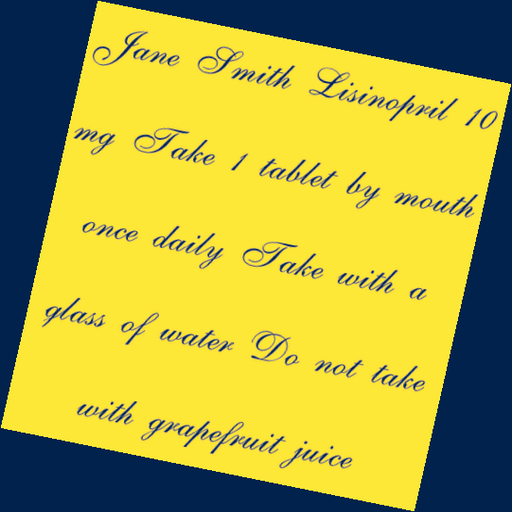 Jane Smith Lisinopril 10
mg Take 1 tablet by mouth
once daily Take with a
glass of water Do not take
with grapefruit juice